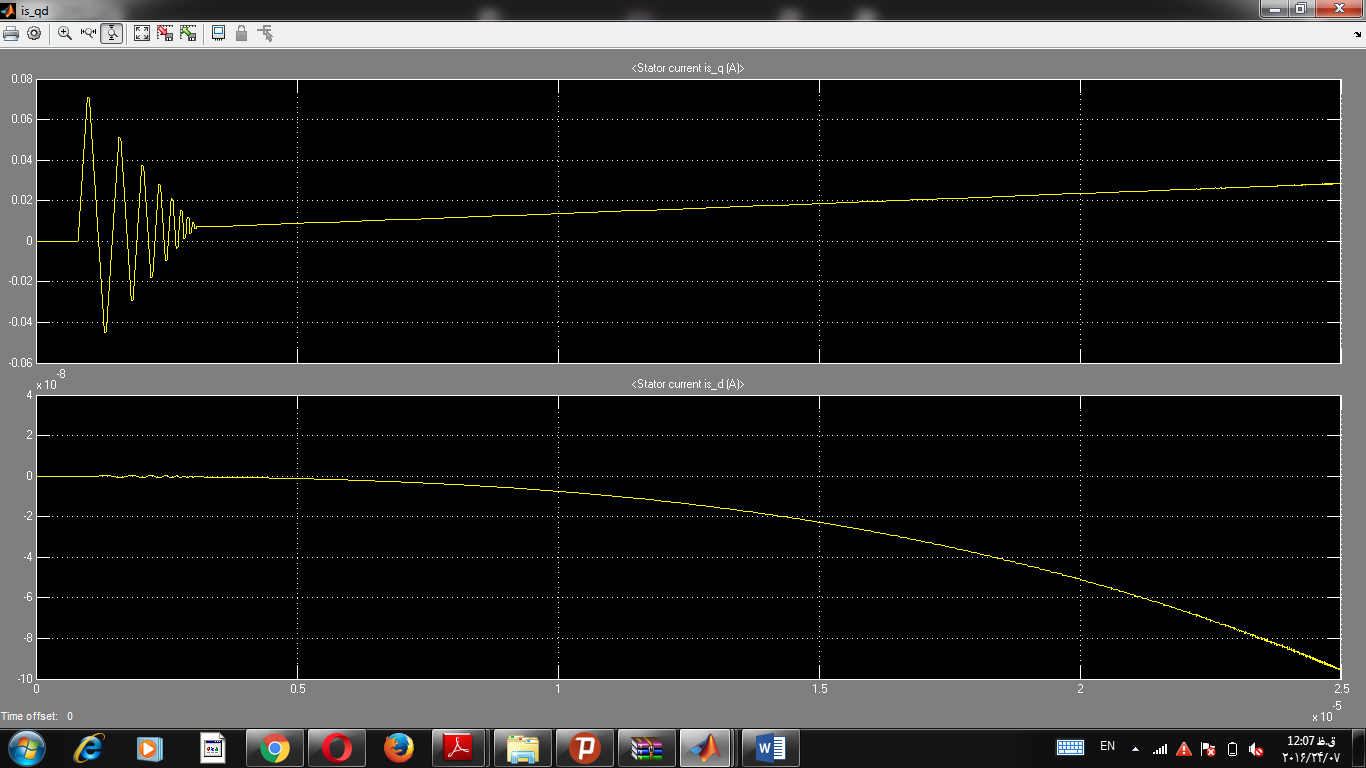 is_qd
<Stator current is_q (A)>
0.08
0.06
0.04
0.02
0
-0.02
-0.04
-0.06
x 10^-8
<Stator current is_d (A)>
4
2
0
-2
-4
-6
-8
-10
0 0.5 1 1.5 2 2.5
x 10^-5
Time offset: 0
EN
12:07 ق.ظ
۲۰۱۶/۲۴/۰۷